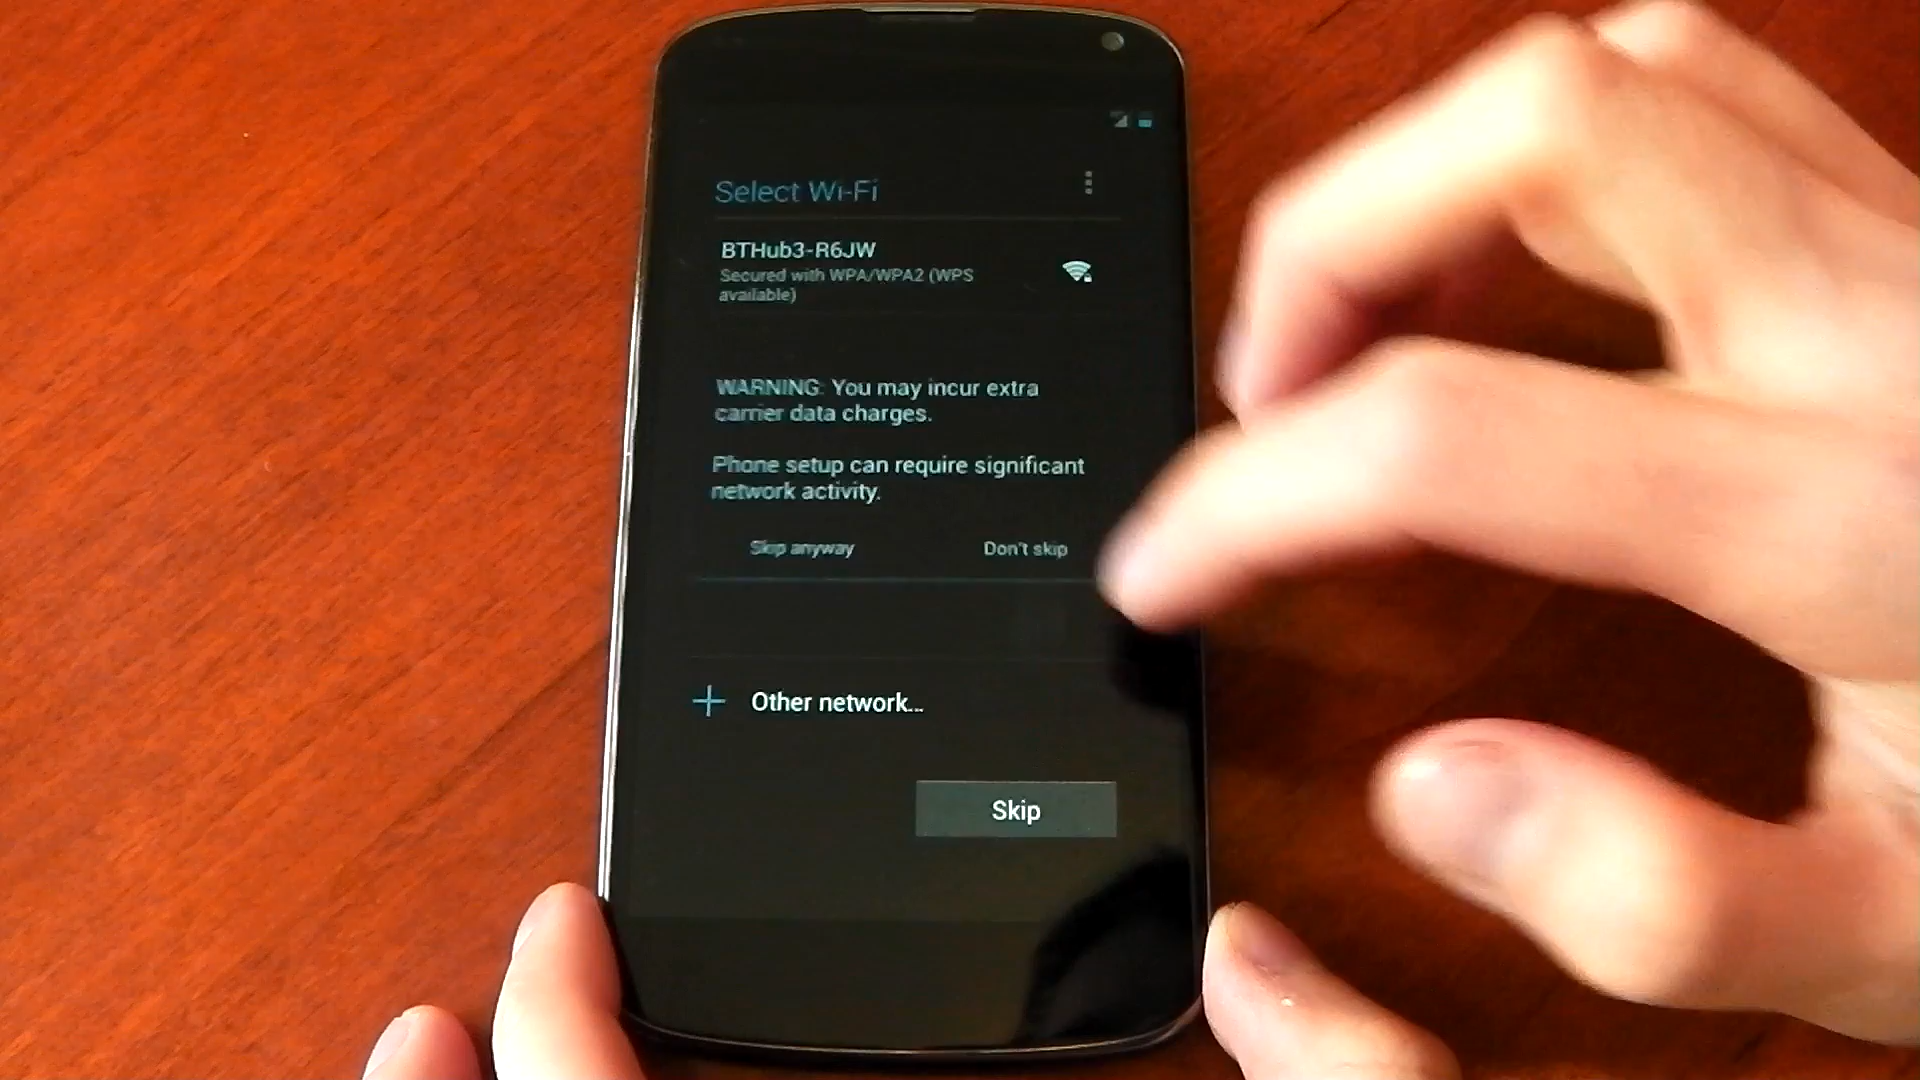 Select Wi-Fi
BTHub3-R6JW
Secured with WPA/WPA2 (WPS
available)
WARNING: You may incur extra
carrier data charges.
Phone setup can require significant
network activity.
Skip anyway
Don't skip
Other network...
Skip